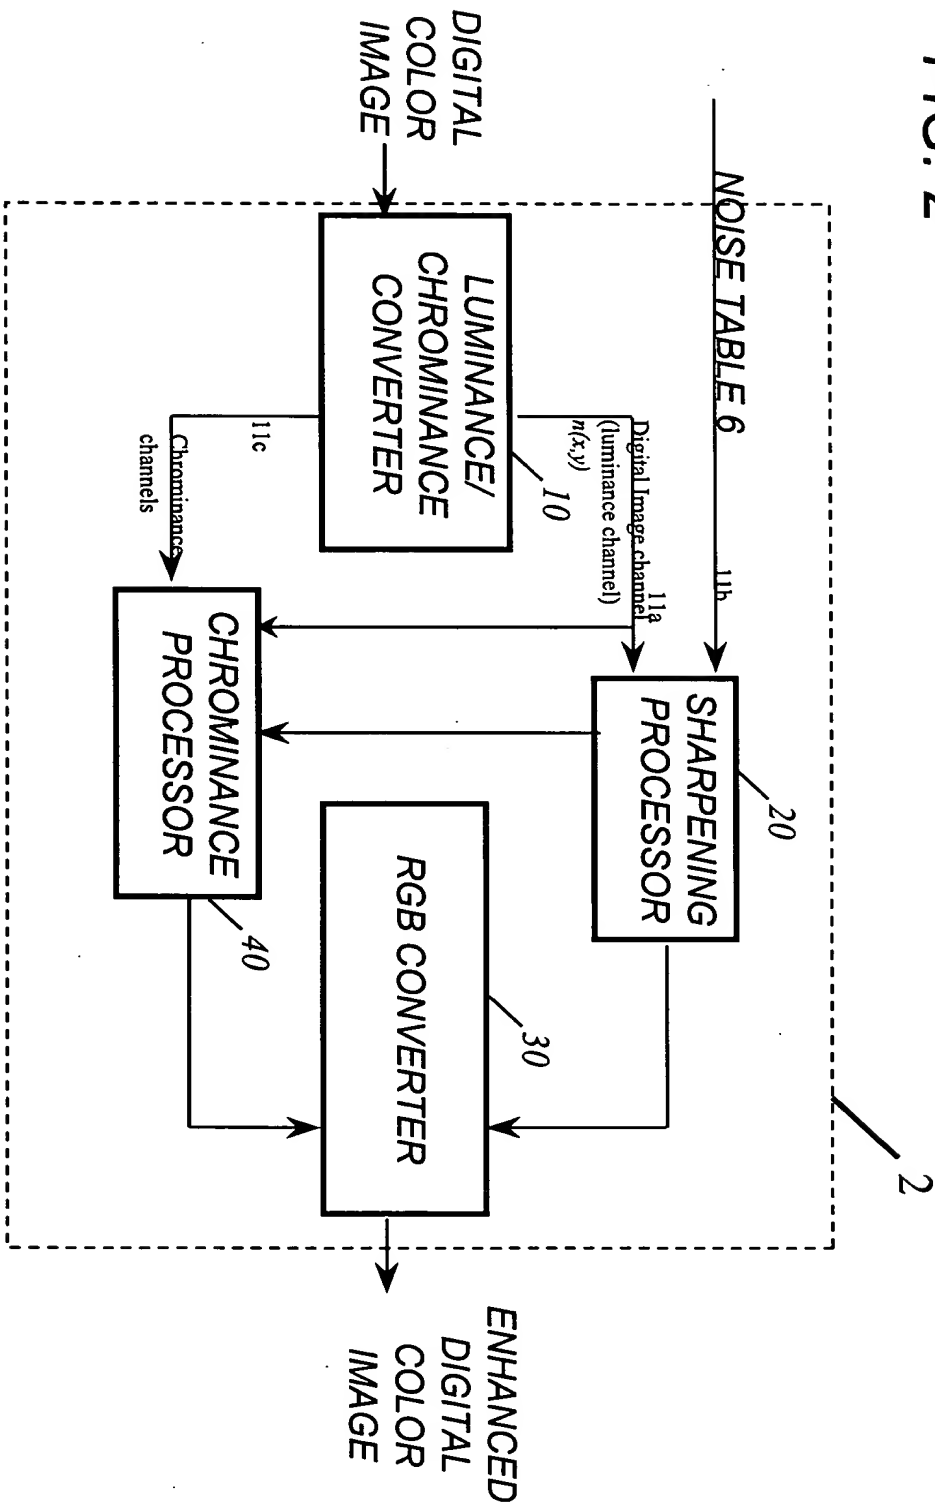 FIG. 2
NOISE TABLE 6
11b
2
DIGITAL
COLOR
IMAGE
LUMINANCE/
CHROMINANCE
CONVERTER
10
11a
Digital Image channel
(luminance channel)
n(x,y)
SHARPENING
PROCESSOR
20
11c
Chrominance
channels
CHROMINANCE
PROCESSOR
40
RGB CONVERTER
30
ENHANCED
DIGITAL
COLOR
IMAGE